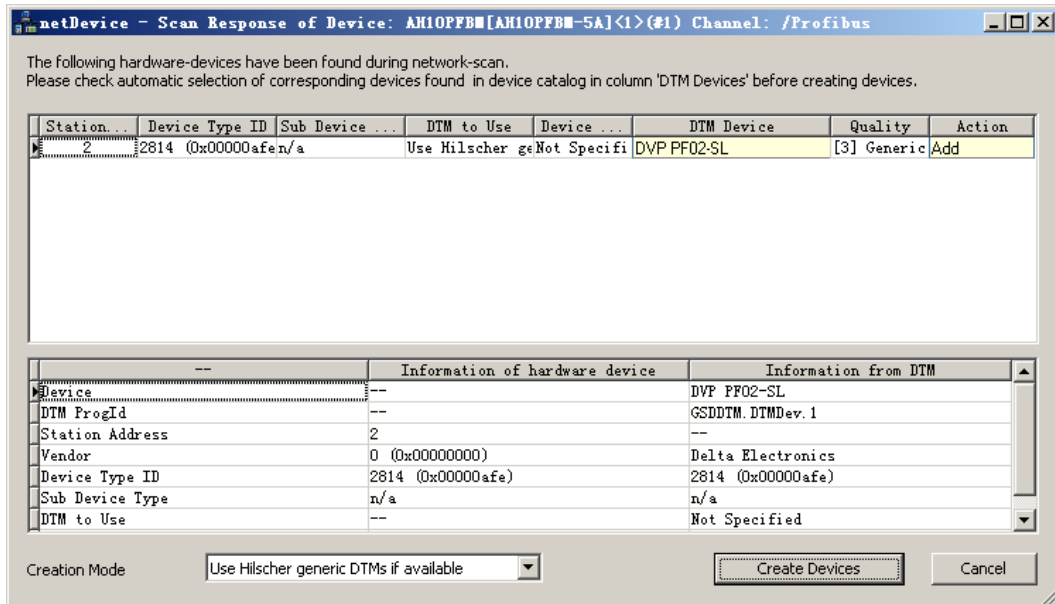 netDevice - Scan Response of Device: AH10PFBM[AH10PFBM-5A]<1>(#1) Channel: /Profibus
The following hardware-devices have been found during network-scan.
Please check automatic selection of corresponding devices found in device catalog in column 'DTM Devices' before creating devices.
Station... Device Type ID Sub Device ... DTM to Use Device ... DTM Device Quality Action
2 2814 (0x00000afe n/a Use Hilscher ge Not Specifi DVP PF02-SL [3] Generic Add
-- Information of hardware device Information from DTM
Device -- DVP PF02-SL
DTM ProgId -- GSDDTM.DTMDev.1
Station Address 2 --
Vendor 0 (0x00000000) Delta Electronics
Device Type ID 2814 (0x00000afe) 2814 (0x00000afe)
Sub Device Type n/a n/a
DTM to Use -- Not Specified
Creation Mode Use Hilscher generic DTMs if available Create Devices Cancel